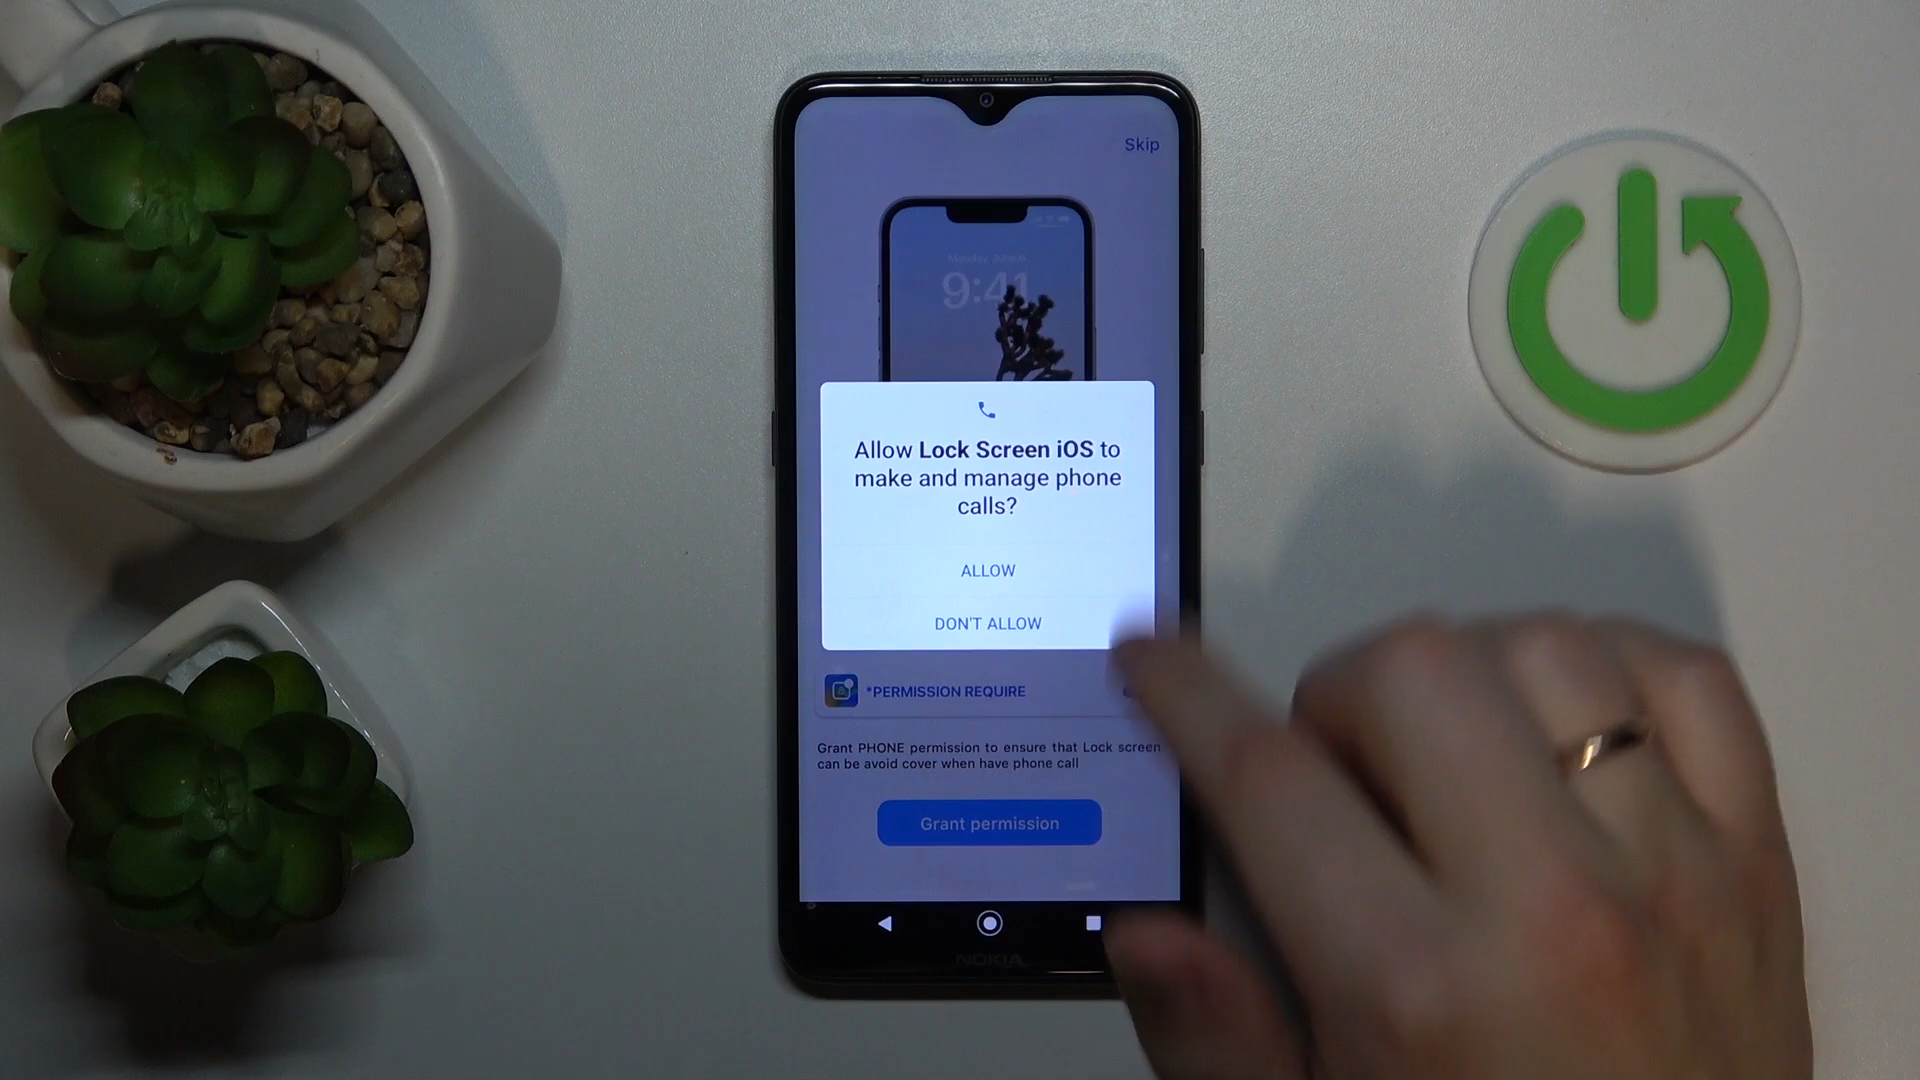 Skip
Monday, June 6
9:41
Allow Lock Screen iOS to
make and manage phone
calls?
ALLOW
DON'T ALLOW
*PERMISSION REQUIRE
Grant PHONE permission to ensure that Lock screen
can be avoid cover when have phone call
Grant permission
NOKIA